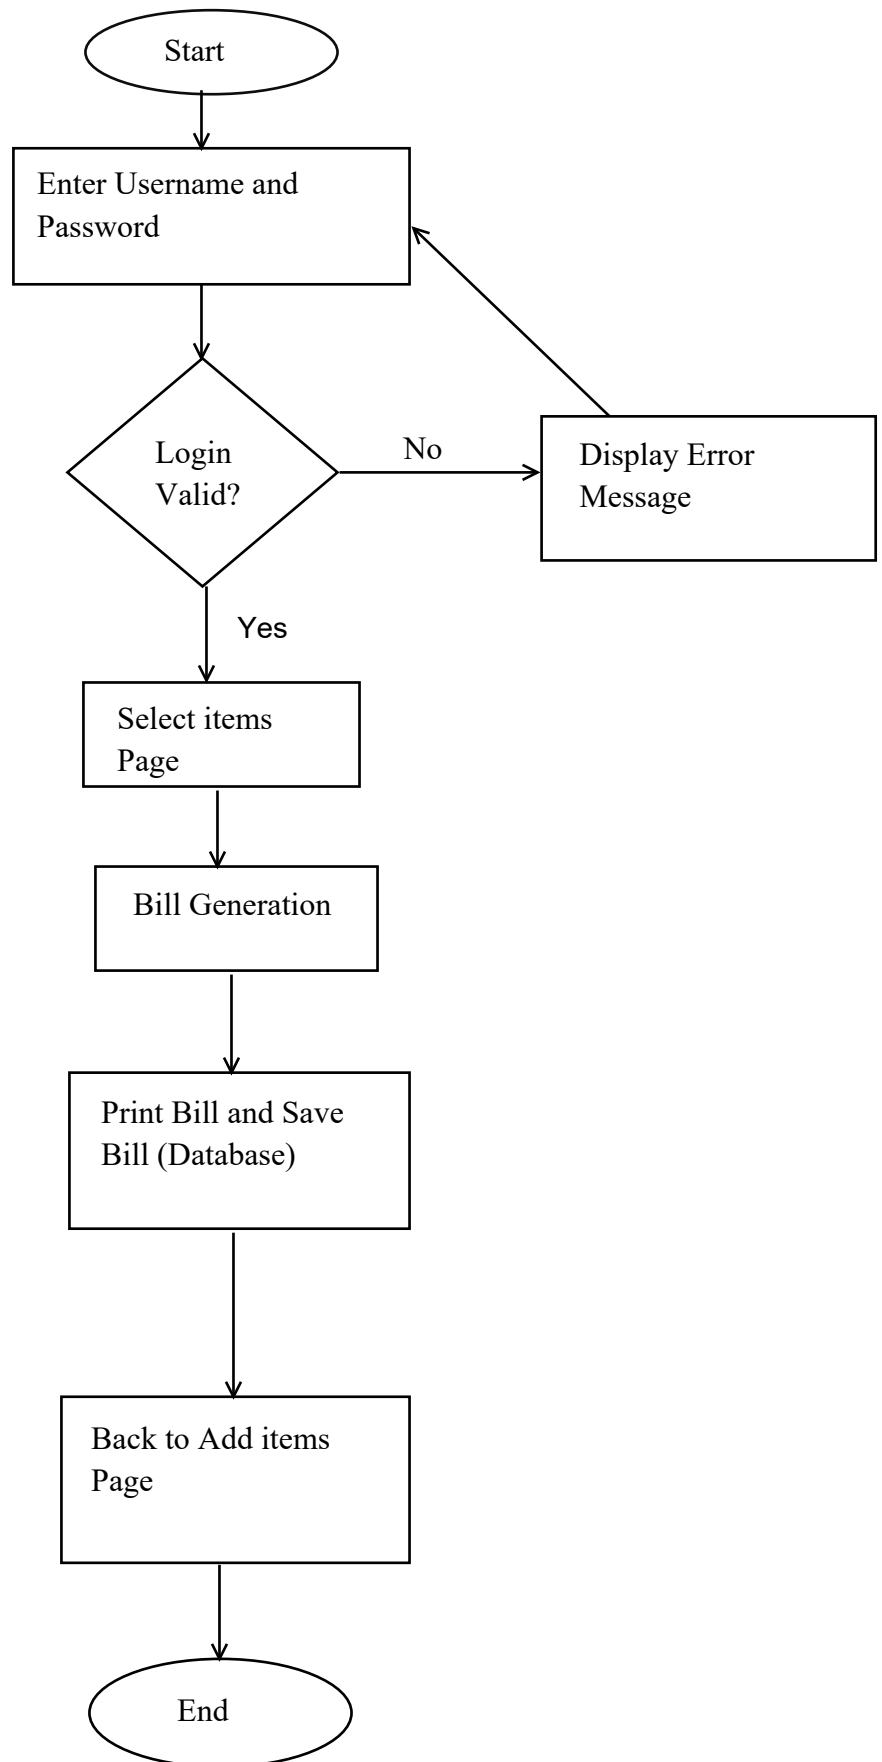 Start
Enter Username and
Password
Login
Valid?
No
Display Error
Message
Yes
Select items
Page
Bill Generation
Print Bill and Save
Bill (Database)
Back to Add items
Page
End